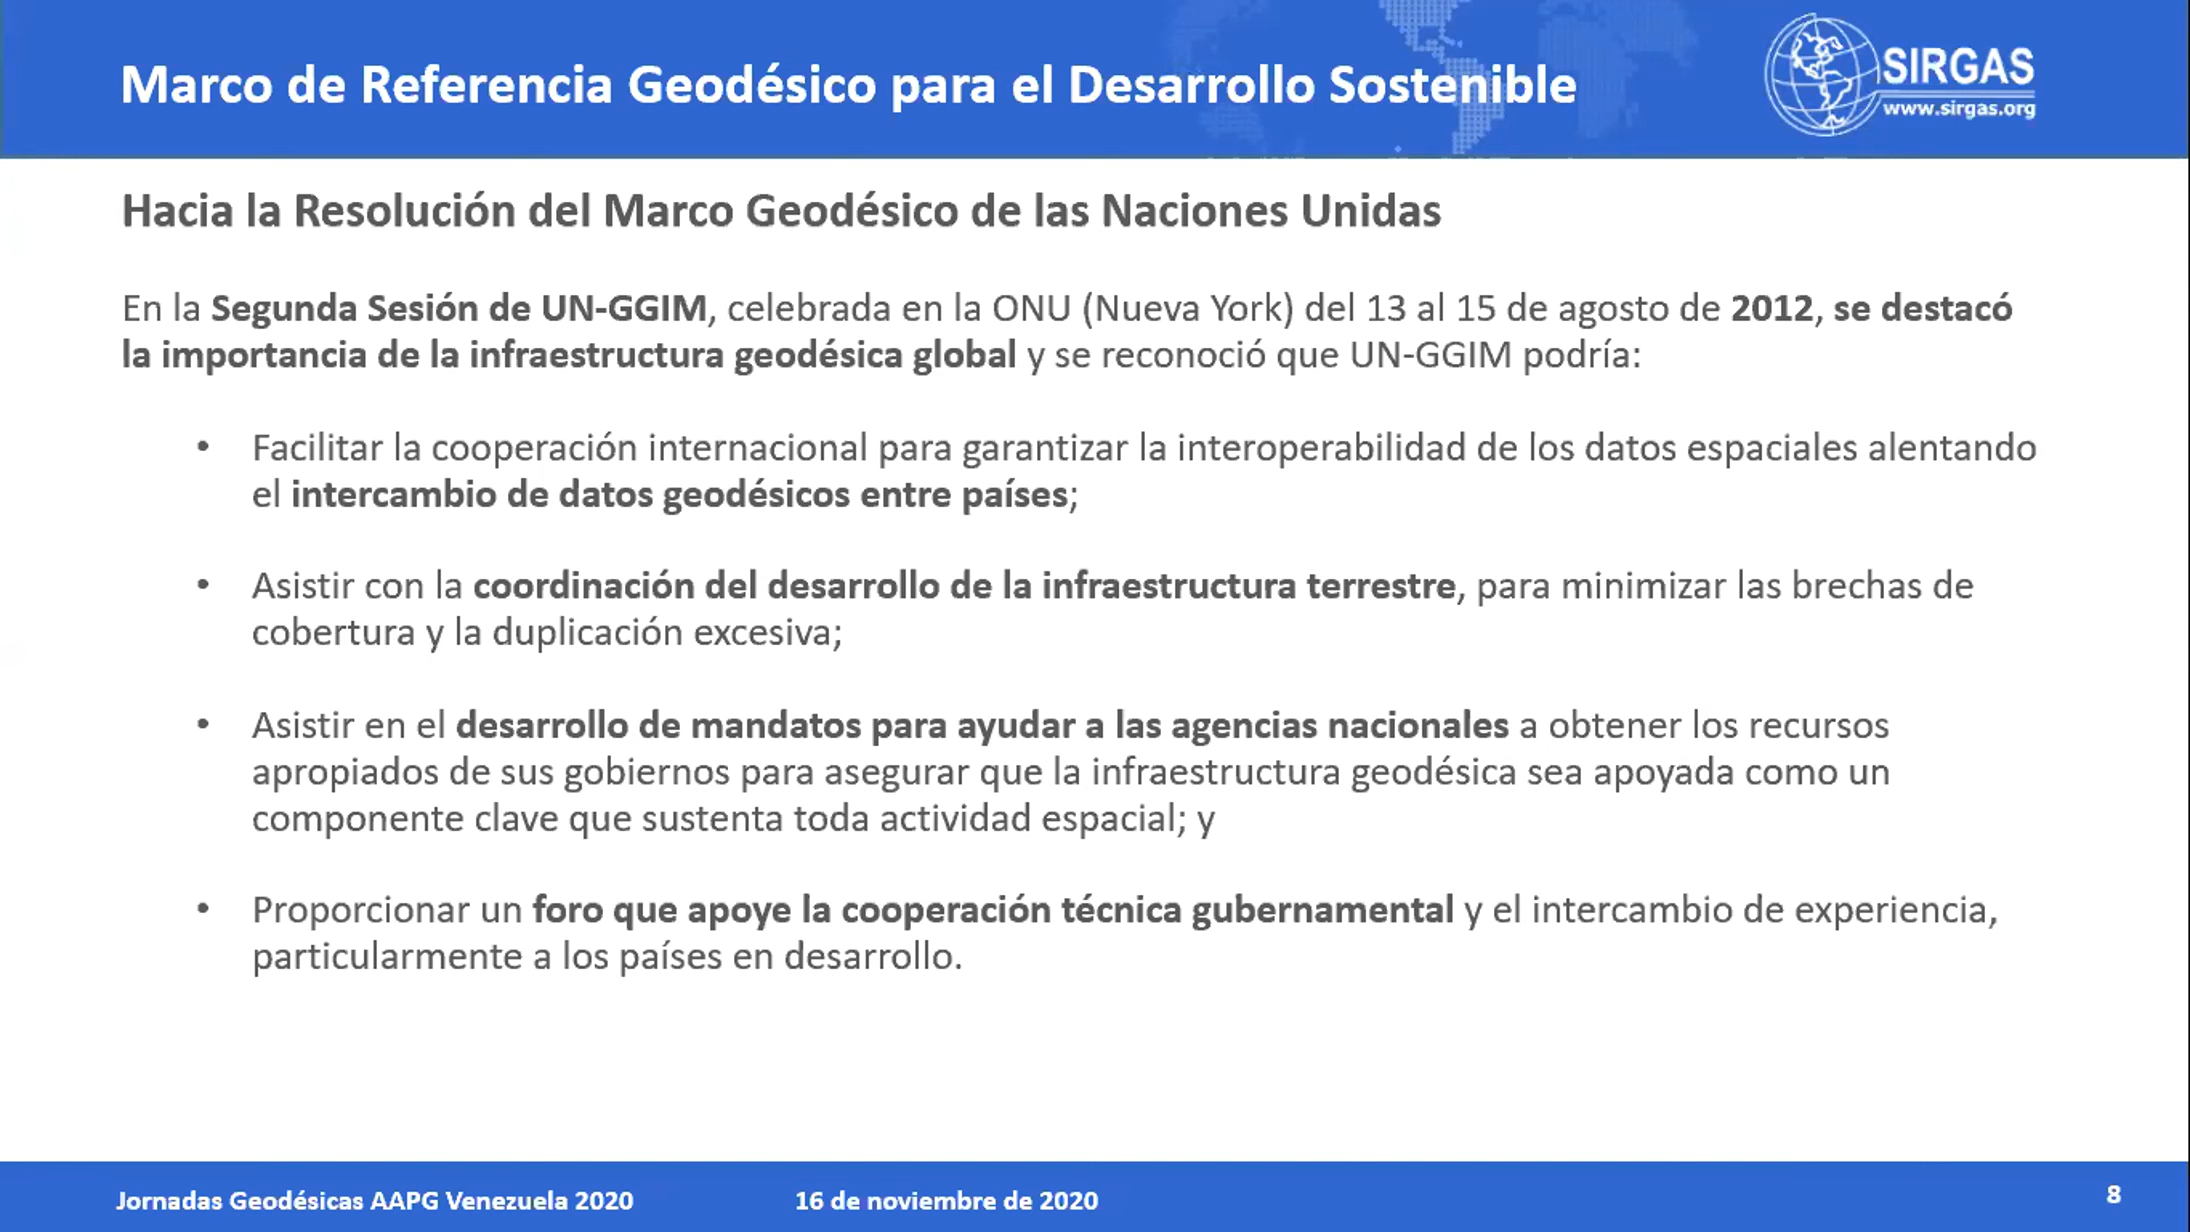 Marco de Referencia Geodésico para el Desarrollo Sostenible
SIRGAS
www.sirgas.org
Hacia la Resolución del Marco Geodésico de las Naciones Unidas
En la Segunda Sesión de UN-GGIM, celebrada en la ONU (Nueva York) del 13 al 15 de agosto de 2012, se destacó
la importancia de la infraestructura geodésica global y se reconoció que UN-GGIM podría:
• Facilitar la cooperación internacional para garantizar la interoperabilidad de los datos espaciales alentando
el intercambio de datos geodésicos entre países;
• Asistir con la coordinación del desarrollo de la infraestructura terrestre, para minimizar las brechas de
cobertura y la duplicación excesiva;
• Asistir en el desarrollo de mandatos para ayudar a las agencias nacionales a obtener los recursos
apropiados de sus gobiernos para asegurar que la infraestructura geodésica sea apoyada como un
componente clave que sustenta toda actividad espacial; y
• Proporcionar un foro que apoye la cooperación técnica gubernamental y el intercambio de experiencia,
particularmente a los países en desarrollo.
Jornadas Geodésicas AAPG Venezuela 2020
16 de noviembre de 2020
8